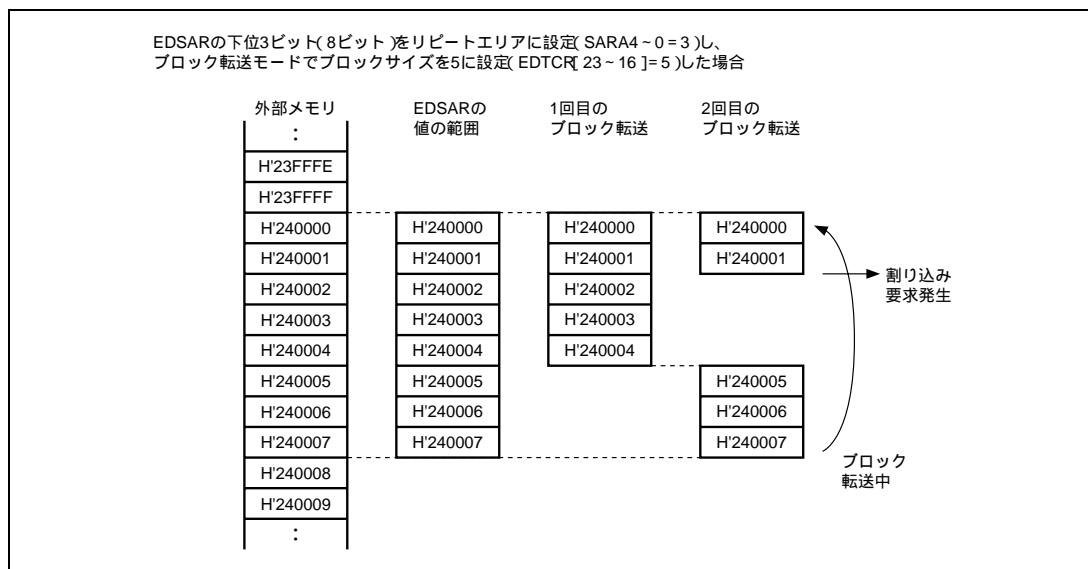 EDSARの下位3ビット(8ビット)をリピートエリアに設定(SARA4~0=3)し、
ブロック転送モードでブロックサイズを5に設定(EDTCR[23~16]=5)した場合
外部メモリ
EDSARの
値の範囲
1回目の
ブロック転送
2回目の
ブロック転送
:
H'23FFFE
H'23FFFF
H'240000 H'240000 H'240000 H'240000
H'240001 H'240001 H'240001 H'240001
H'240002 H'240002 H'240002
H'240003 H'240003 H'240003
H'240004 H'240004 H'240004
H'240005 H'240005 H'240005
H'240006 H'240006 H'240006
H'240007 H'240007 H'240007
H'240008
H'240009
:
割り込み
要求発生
ブロック
転送中